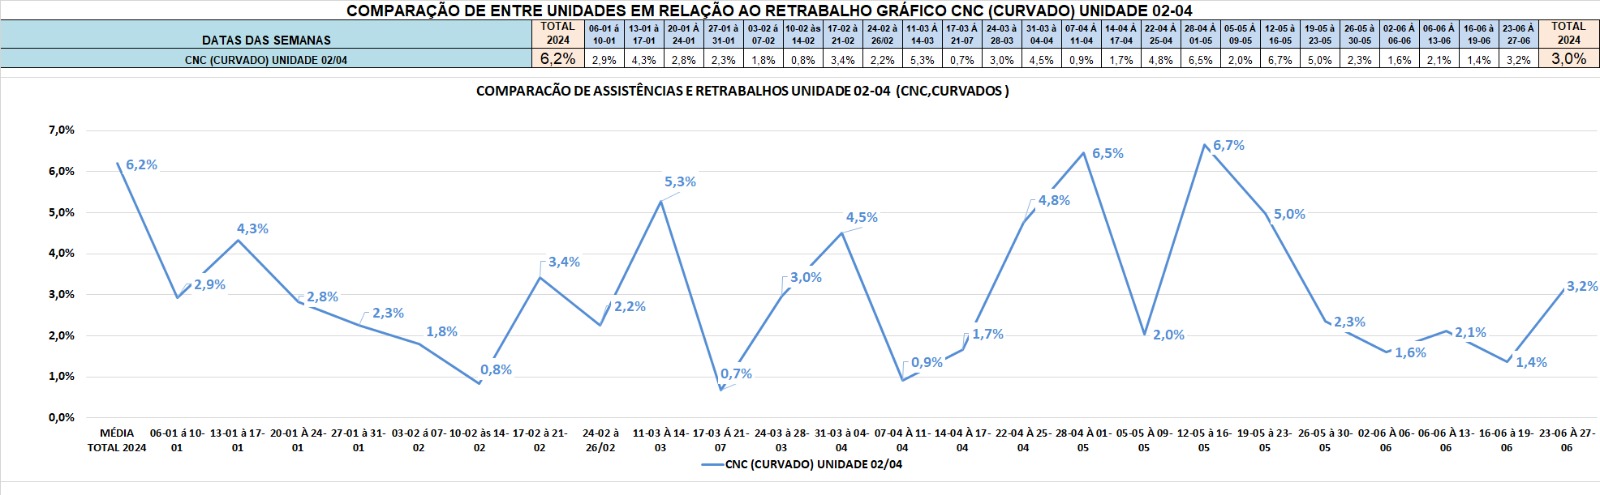 COMPARAÇÃO DE ENTRE UNIDADES EM RELAÇÃO AO RETRABALHO GRÁFICO CNC (CURVADO) UNIDADE 02-04
DATAS DAS SEMANAS TOTAL 2024 06-01 á 10-01 13-01 à 17-01 20-01 À 24-01 27-01 á 31-01 03-02 á 07-02 10-02 às 14-02 17-02 á 21-02 24-02 à 26/02 11-03 À 14-03 17-03 Á 21-07 24-03 à 28-03 31-03 à 04-04 07-04 À 11-04 14-04 À 17-04 22-04 Á 25-04 28-04 Á 01-05 05-05 á 09-05 12-05 à 16-05 19-05 á 23-05 26-05 á 30-05 02-06 Á 06-06 06-06 Á 13-06 16-06 á 19-06 23-06 Á 27-06 TOTAL 2024
CNC (CURVADO) UNIDADE 02/04 6,2% 2,9% 4,3% 2,8% 2,3% 1,8% 0,8% 3,4% 2,2% 5,3% 0,7% 3,0% 4,5% 0,9% 1,7% 4,8% 6,5% 2,0% 6,7% 5,0% 2,3% 1,6% 2,1% 1,4% 3,2% 3,0%
COMPARAÇÃO DE ASSISTÊNCIAS E RETRABALHOS UNIDADE 02-04 (CNC,CURVADOS )
7,0%
6,0%
5,0%
4,0%
3,0%
2,0%
1,0%
0,0%
6,2% 2,9% 4,3% 2,8% 2,3% 1,8% 0,8% 3,4% 2,2% 5,3% 0,7% 3,0% 4,5% 0,9% 1,7% 4,8% 6,5% 2,0% 6,7% 5,0% 2,3% 1,6% 2,1% 1,4% 3,2%
MÉDIA 06-01 á 10- 13-01 à 17- 20-01 À 24- 27-01 á 31- 03-02 á 07- 10-02 às 14- 17-02 á 21- 24-02 à 11-03 À 14- 17-03 Á 21- 24-03 à 28- 31-03 à 04- 07-04 À 11- 14-04 À 17- 22-04 Á 25- 28-04 Á 01- 05-05 á 09- 12-05 à 16- 19-05 á 23- 26-05 á 30- 02-06 Á 06- 06-06 Á 13- 16-06 á 19- 23-06 Á 27-
TOTAL 2024 01 01 01 01 02 02 02 26/02 03 07 03 04 04 04 04 05 05 05 05 05 06 06 06 06
CNC (CURVADO) UNIDADE 02/04